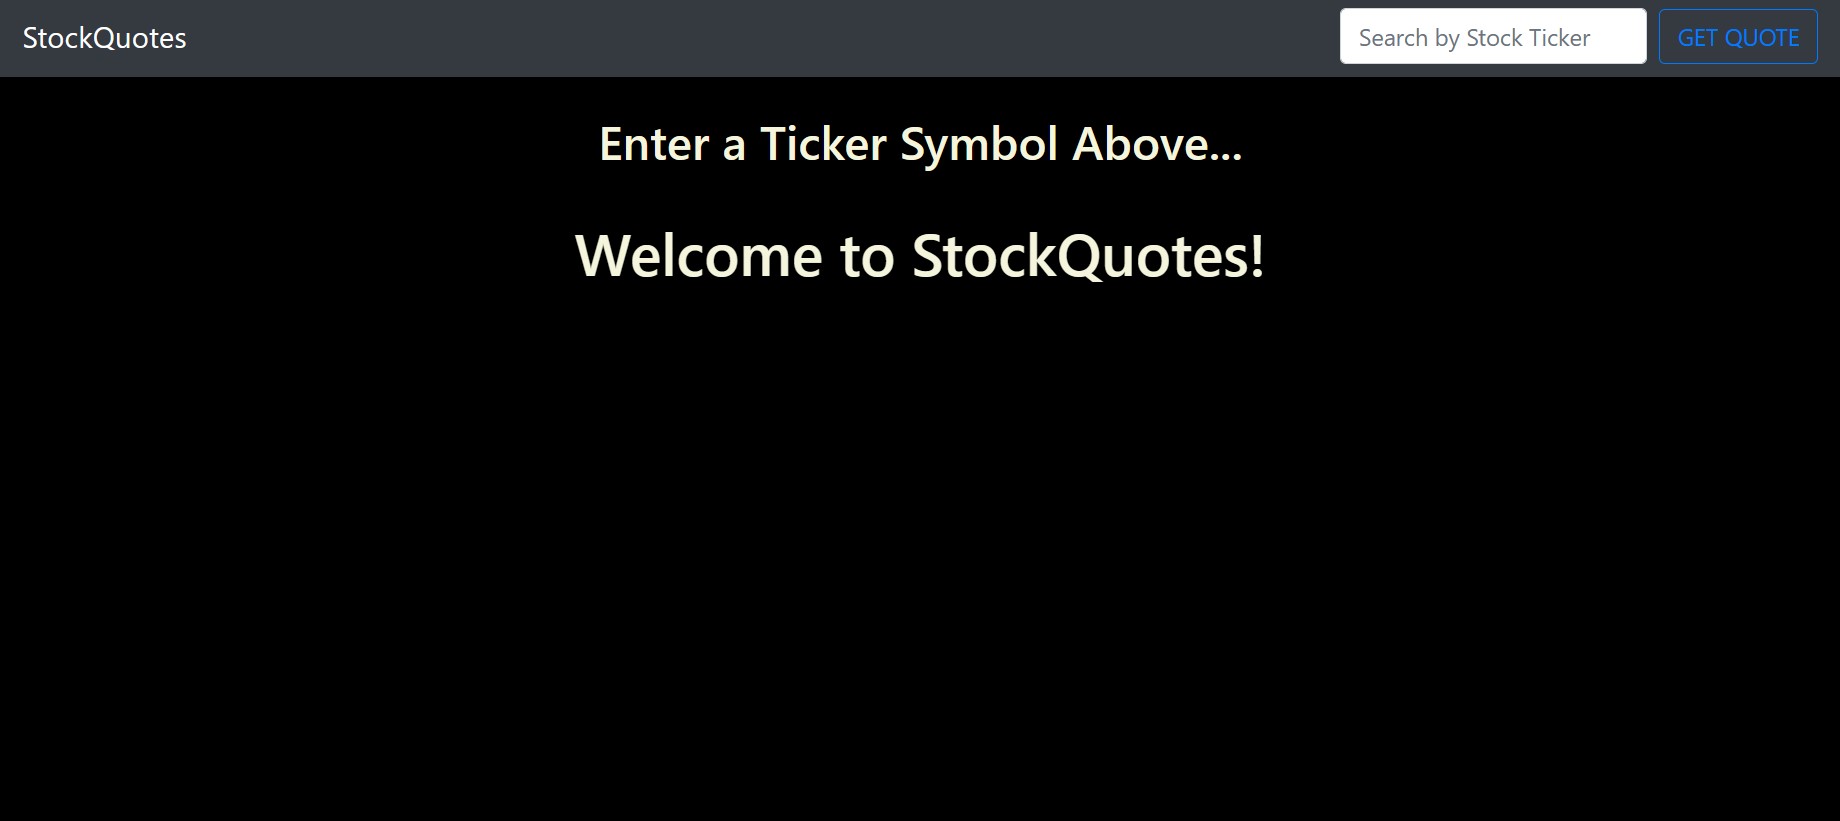 StockQuotes
Search by Stock Ticker
GET QUOTE
Enter a Ticker Symbol Above...
Welcome to StockQuotes!